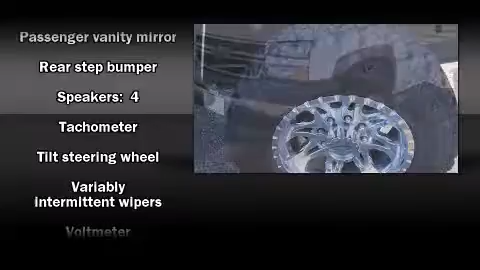 Passenger vanity mirror
Rear step bumper
Speakers: 4
Tachometer
Tilt steering wheel
Variably
intermittent wipers
Voltmeter